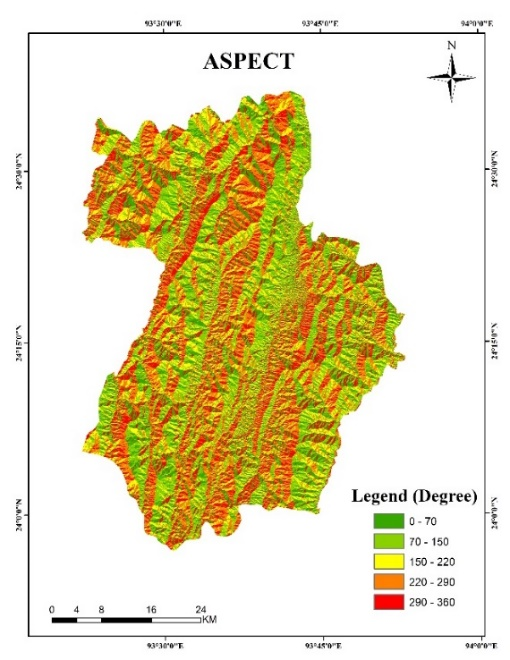 93°30'0"E 93°45'0"E 24°0'0"E
ASPECT
N
24°30'0"N 24°30'0"N
24°15'0"N 24°15'0"N
24°0'0"N 24°0'0"N
Legend (Degree)
0 - 70
70 - 150
150 - 220
220 - 290
290 - 360
0 4 8 16 24
KM
93°30'0"E 93°45'0"E 94°0'0"E